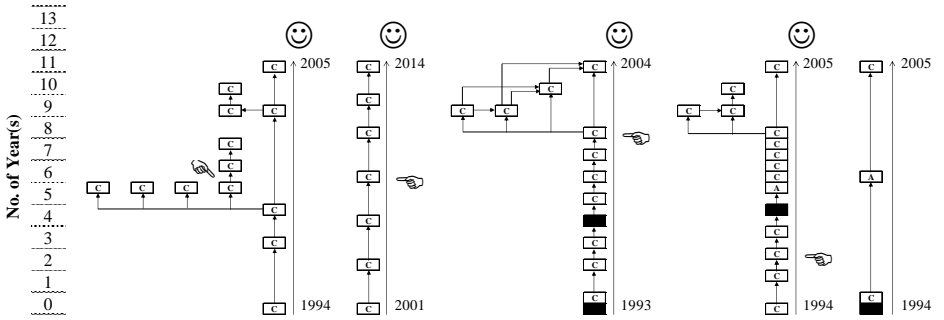 No. of Year(s)
13
12
11 C 2005 C 2014 C 2004 C 2005 C 2005
10 C C C
C
9 C C C C C C
8 C C C
C C
7 C C
C C
6 C C C A
C C C C A
5 C
C
4 C
C
3 C C
C
2 C C
C
1
C C
0 C 1994 C 2001 1993 C 1994 1994